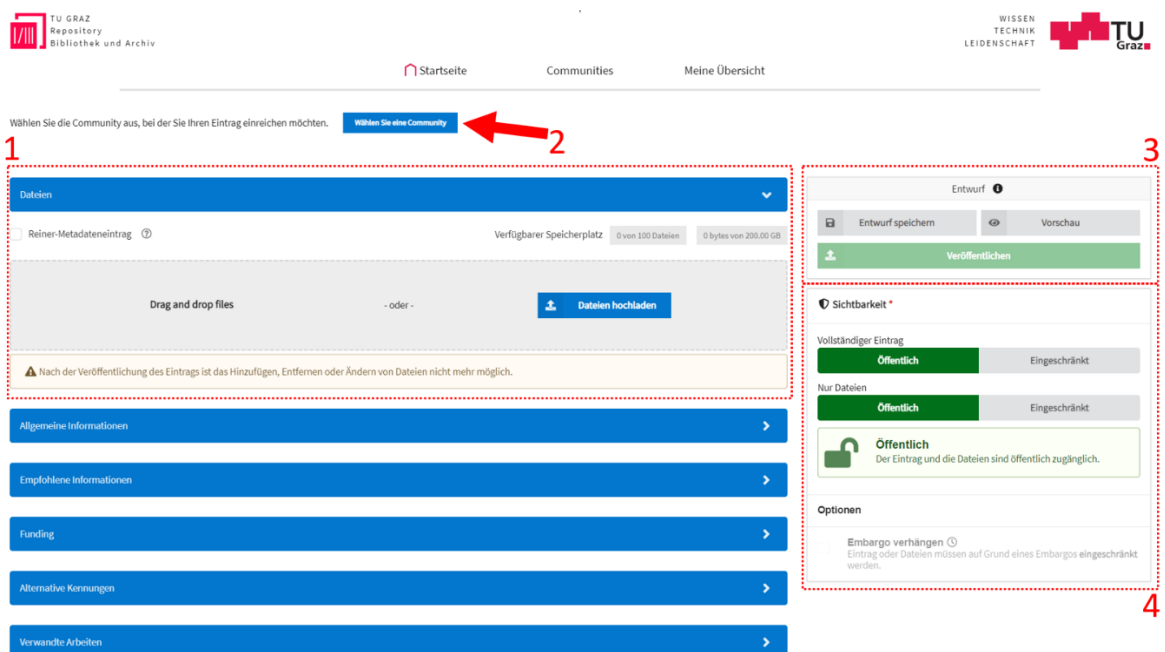 TU GRAZ
Repository
Bibliothek und Archiv
WISSEN
TECHNIK
LEIDENSCHAFT
TU
Graz
Startseite Communities Meine Übersicht
Wählen Sie die Community aus, bei der Sie Ihren Eintrag einreichen möchten. Wählen Sie eine Community
2
1
Dateien
Reiner-Metadateneintrag
Verfügbarer Speicherplatz 0 von 100 Dateien 0 bytes von 200.00 GB
Drag and drop files - oder - Dateien hochladen
Nach der Veröffentlichung des Eintrags ist das Hinzufügen, Entfernen oder Ändern von Dateien nicht mehr möglich.
Allgemeine Informationen
Empfohlene Informationen
Funding
Alternative Kennungen
Verwandte Arbeiten
3
Entwurf
Entwurf speichern Vorschau
Veröffentlichen
Sichtbarkeit *
Vollständiger Eintrag
Öffentlich Eingeschränkt
Nur Dateien
Öffentlich Eingeschränkt
Öffentlich
Der Eintrag und die Dateien sind öffentlich zugänglich.
Optionen
Embargo verhängen
Eintrag oder Dateien müssen auf Grund eines Embargos eingeschränkt
werden.
4